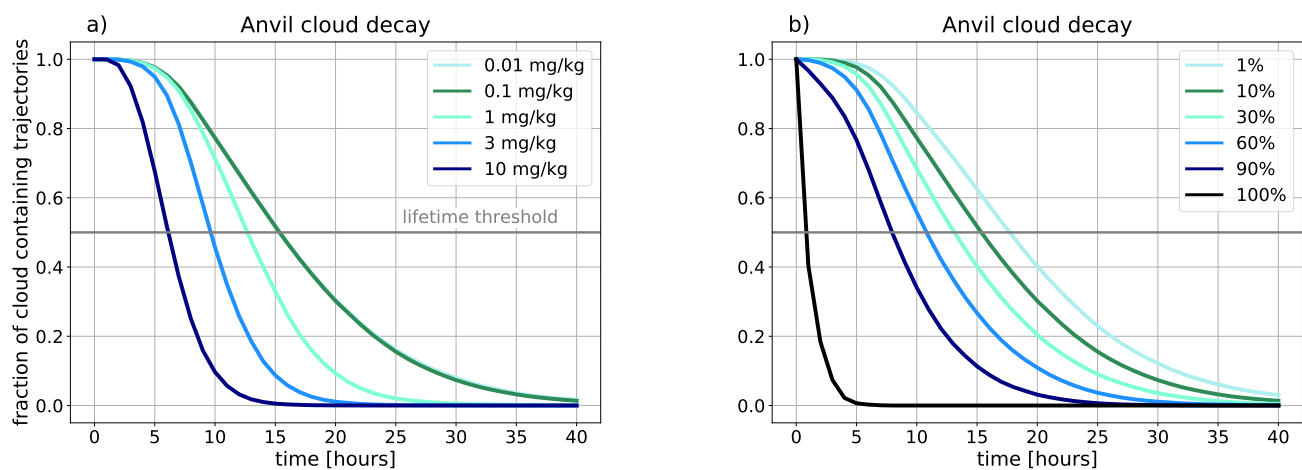 a)
Anvil cloud decay
fraction of cloud containing trajectories
1.0
0.8
0.6
0.4
0.2
0.0
0.01 mg/kg
0.1 mg/kg
1 mg/kg
3 mg/kg
10 mg/kg
lifetime threshold
0 5 10 15 20 25 30 35 40
time [hours]
b)
Anvil cloud decay
1.0
0.8
0.6
0.4
0.2
0.0
1%
10%
30%
60%
90%
100%
0 5 10 15 20 25 30 35 40
time [hours]